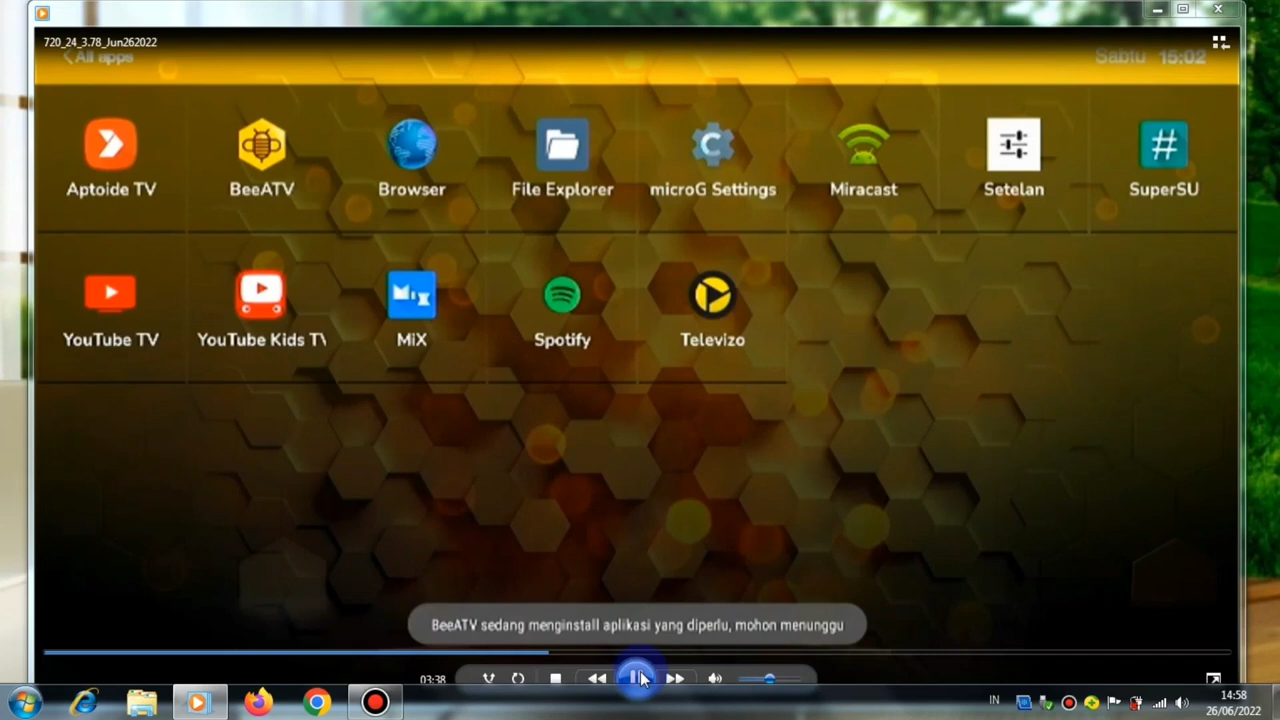 720_24_3.78_Jun262022
All apps
Sabtu 15:02
Aptoide TV
BeeATV
Browser
File Explorer
microG Settings
Miracast
Setelan
SuperSU
YouTube TV
YouTube Kids TV
MiX
Spotify
Televizo
BeeATV sedang menginstall aplikasi yang diperlu, mohon menunggu
03:38
IN
14:58
26/06/2022